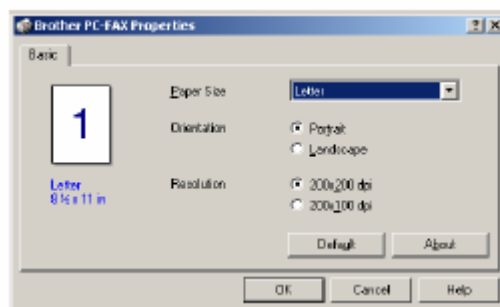 Brother PC-FAX Properties
Basic
1
Letter
8 ½ x 11 in
Paper Size
Letter
Orientation
Portrait
Landscape
Resolution
200x200 dpi
200x100 dpi
Default
About
OK
Cancel
Help